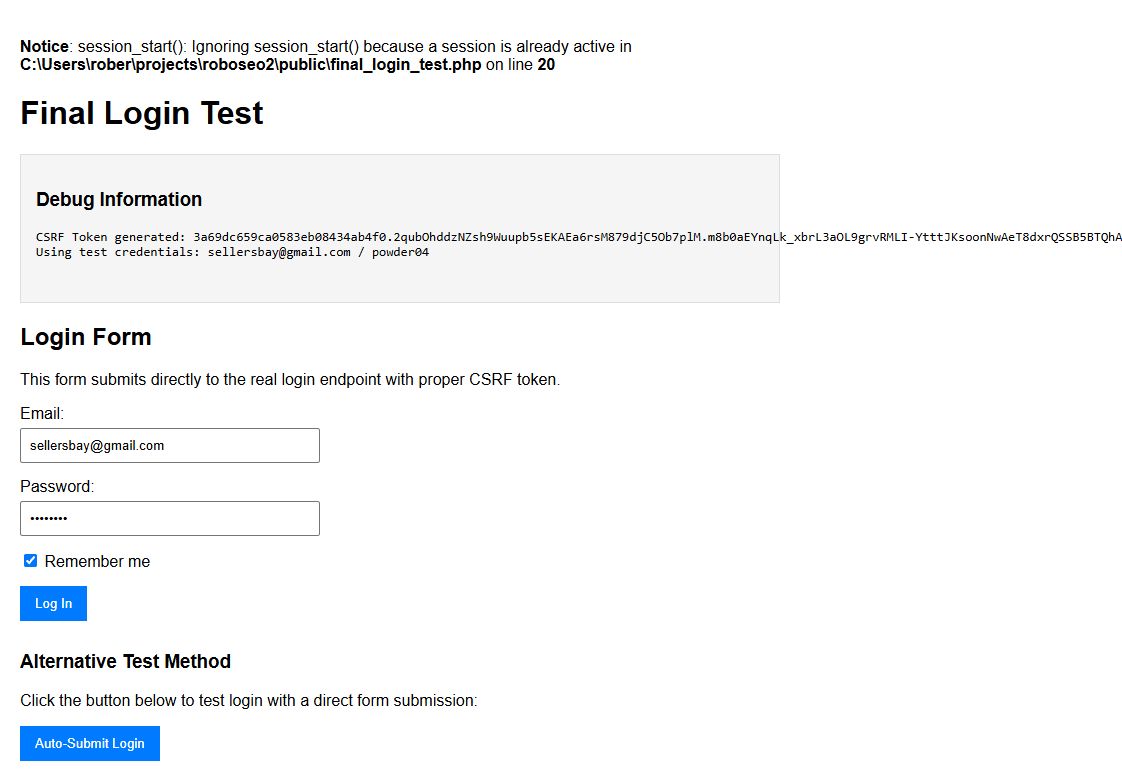 Notice: session_start(): Ignoring session_start() because a session is already active in
C:\Users\rober\projects\roboseo2\public\final_login_test.php on line 20
Final Login Test
Debug Information
CSRF Token generated: 3a69dc659ca0583eb08434ab4f0.2qubOhddzNZsh9Wuupb5sEKAEa6rsM879djC5Ob7plM.m8b0aEYnqLk_xbrL3aOL9grvRMLI-YtttJKsoonNwAeT8dxrQSSB5BTQhA
Using test credentials: sellersbay@gmail.com / powder04
Login Form
This form submits directly to the real login endpoint with proper CSRF token.
Email:
sellersbay@gmail.com
Password:
••••••••
Remember me
Log In
Alternative Test Method
Click the button below to test login with a direct form submission:
Auto-Submit Login